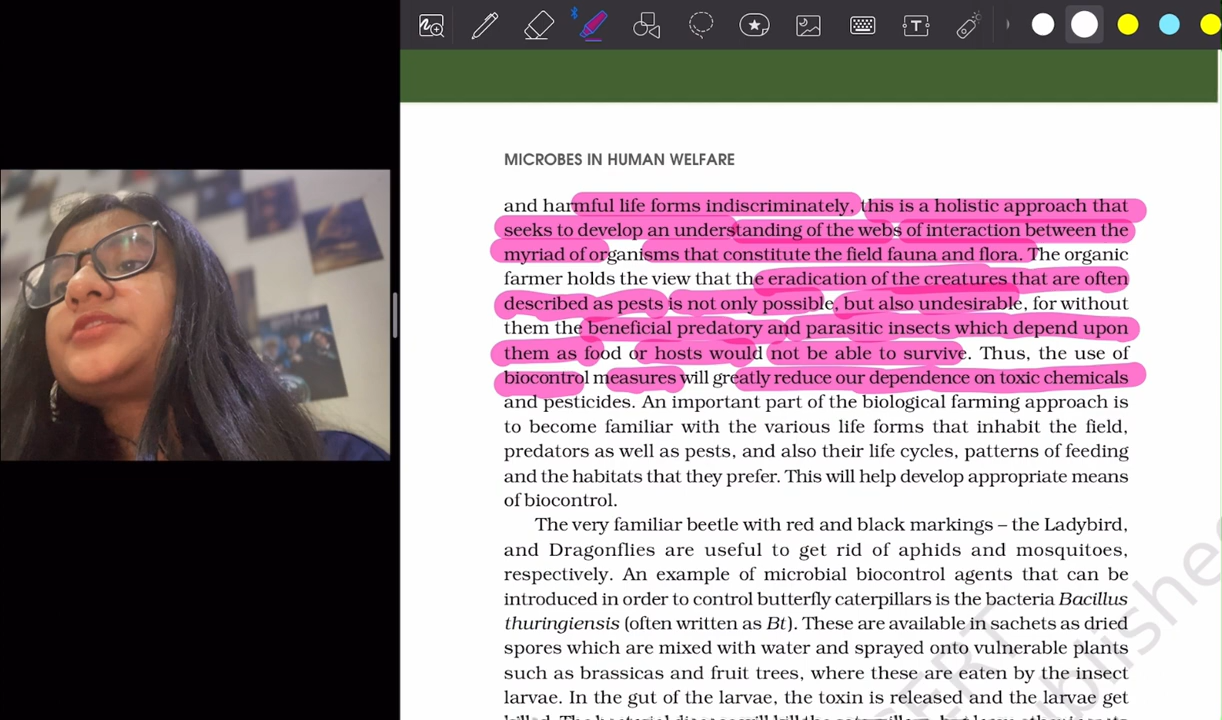 MICROBES IN HUMAN WELFARE
and harmful life forms indiscriminately, this is a holistic approach that
seeks to develop an understanding of the webs of interaction between the
myriad of organisms that constitute the field fauna and flora. The organic
farmer holds the view that the eradication of the creatures that are often
described as pests is not only possible, but also undesirable, for without
them the beneficial predatory and parasitic insects which depend upon
them as food or hosts would not be able to survive. Thus, the use of
biocontrol measures will greatly reduce our dependence on toxic chemicals
and pesticides. An important part of the biological farming approach is
to become familiar with the various life forms that inhabit the field,
predators as well as pests, and also their life cycles, patterns of feeding
and the habitats that they prefer. This will help develop appropriate means
of biocontrol.
The very familiar beetle with red and black markings – the Ladybird,
and Dragonflies are useful to get rid of aphids and mosquitoes,
respectively. An example of microbial biocontrol agents that can be
introduced in order to control butterfly caterpillars is the bacteria Bacillus
thuringiensis (often written as Bt). These are available in sachets as dried
spores which are mixed with water and sprayed onto vulnerable plants
such as brassicas and fruit trees, where these are eaten by the insect
larvae. In the gut of the larvae, the toxin is released and the larvae get